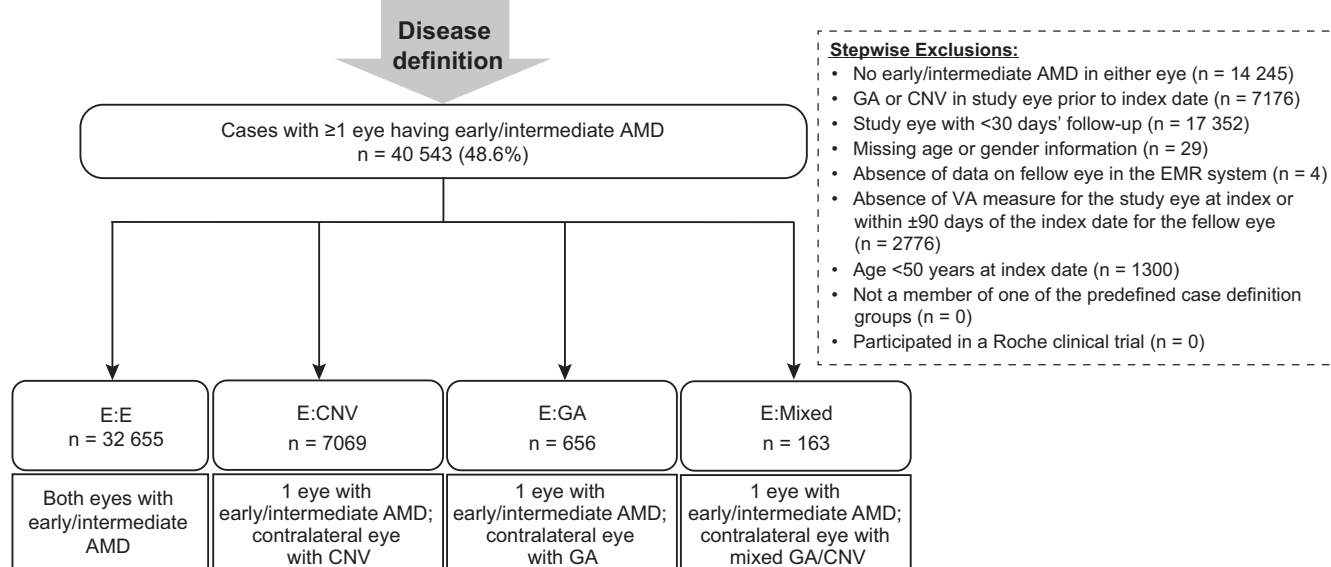 Disease
definition
Cases with ≥1 eye having early/intermediate AMD
n = 40 543 (48.6%)
Stepwise Exclusions:
• No early/intermediate AMD in either eye (n = 14 245)
• GA or CNV in study eye prior to index date (n = 7176)
• Study eye with <30 days’ follow-up (n = 17 352)
• Missing age or gender information (n = 29)
• Absence of data on fellow eye in the EMR system (n = 4)
• Absence of VA measure for the study eye at index or
within ±90 days of the index date for the fellow eye
(n = 2776)
• Age <50 years at index date (n = 1300)
• Not a member of one of the predefined case definition
groups (n = 0)
• Participated in a Roche clinical trial (n = 0)
E:E
n = 32 655
Both eyes with
early/intermediate
AMD
E:CNV
n = 7069
1 eye with
early/intermediate AMD;
contralateral eye
with CNV
E:GA
n = 656
1 eye with
early/intermediate AMD;
contralateral eye
with GA
E:Mixed
n = 163
1 eye with
early/intermediate AMD;
contralateral eye with
mixed GA/CNV